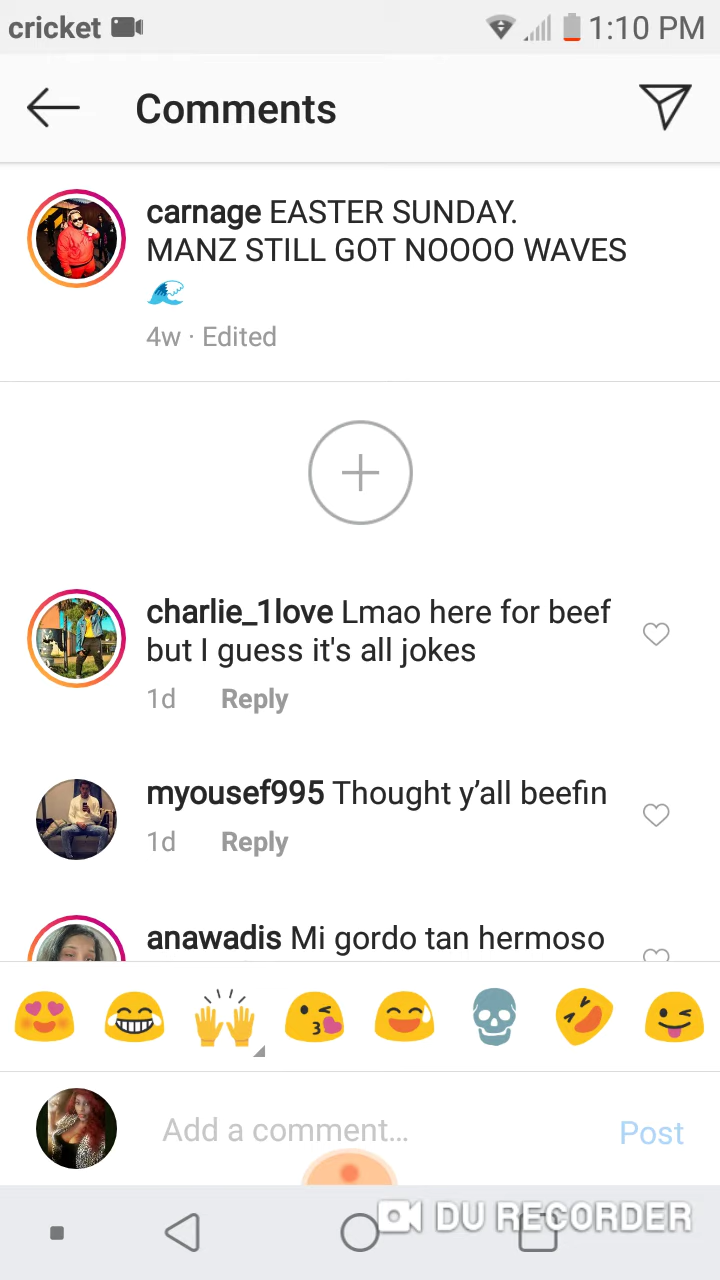 cricket 1:10 PM
Comments
carnage EASTER SUNDAY.
MANZ STILL GOT NOOOO WAVES
🌊
4w · Edited
charlie_1love Lmao here for beef
but I guess it's all jokes
1d Reply
myousef995 Thought y’all beefin
1d Reply
anawadis Mi gordo tan hermoso
Add a comment... Post
DU RECORDER